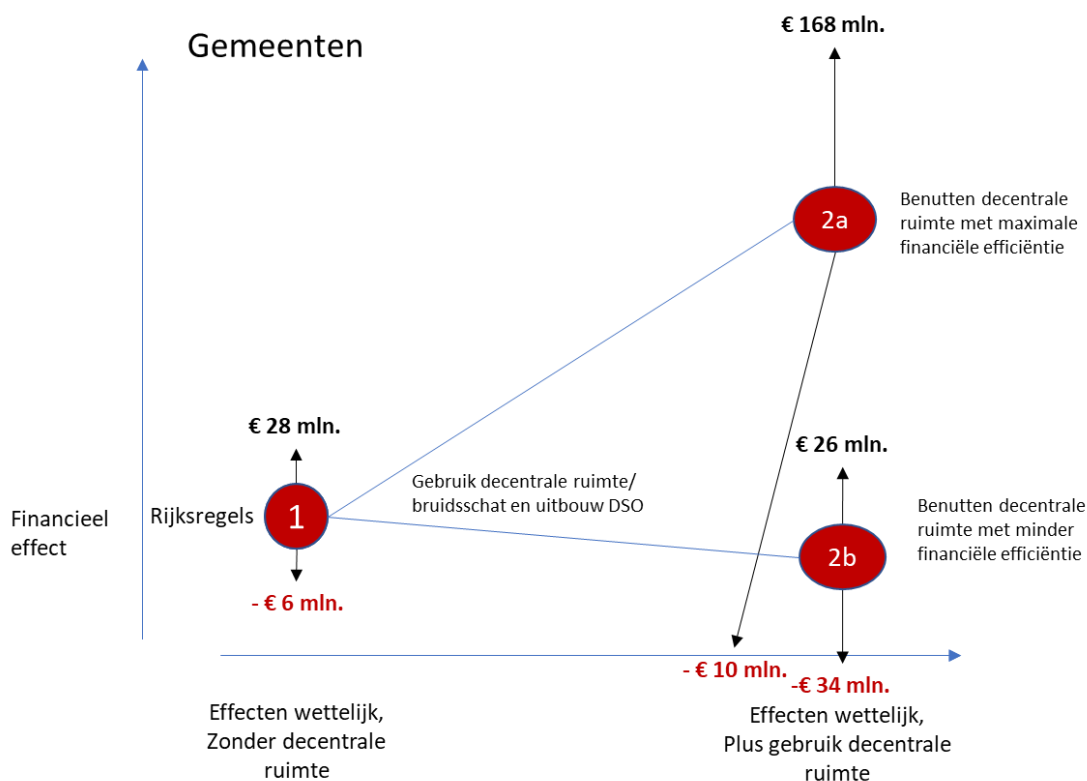 Gemeenten
€ 168 mln.
2a
Benutten decentrale
ruimte met maximale
financiële efficiëntie
€ 28 mln.
€ 26 mln.
Gebruik decentrale ruimte/
bruidsschat en uitbouw DSO
Financieel
effect
Rijksregels
1
Benutten decentrale
ruimte met minder
financiële efficiëntie
2b
- € 6 mln.
- € 10 mln.
-€ 34 mln.
Effecten wettelijk,
Zonder decentrale
ruimte
Effecten wettelijk,
Plus gebruik decentrale
ruimte